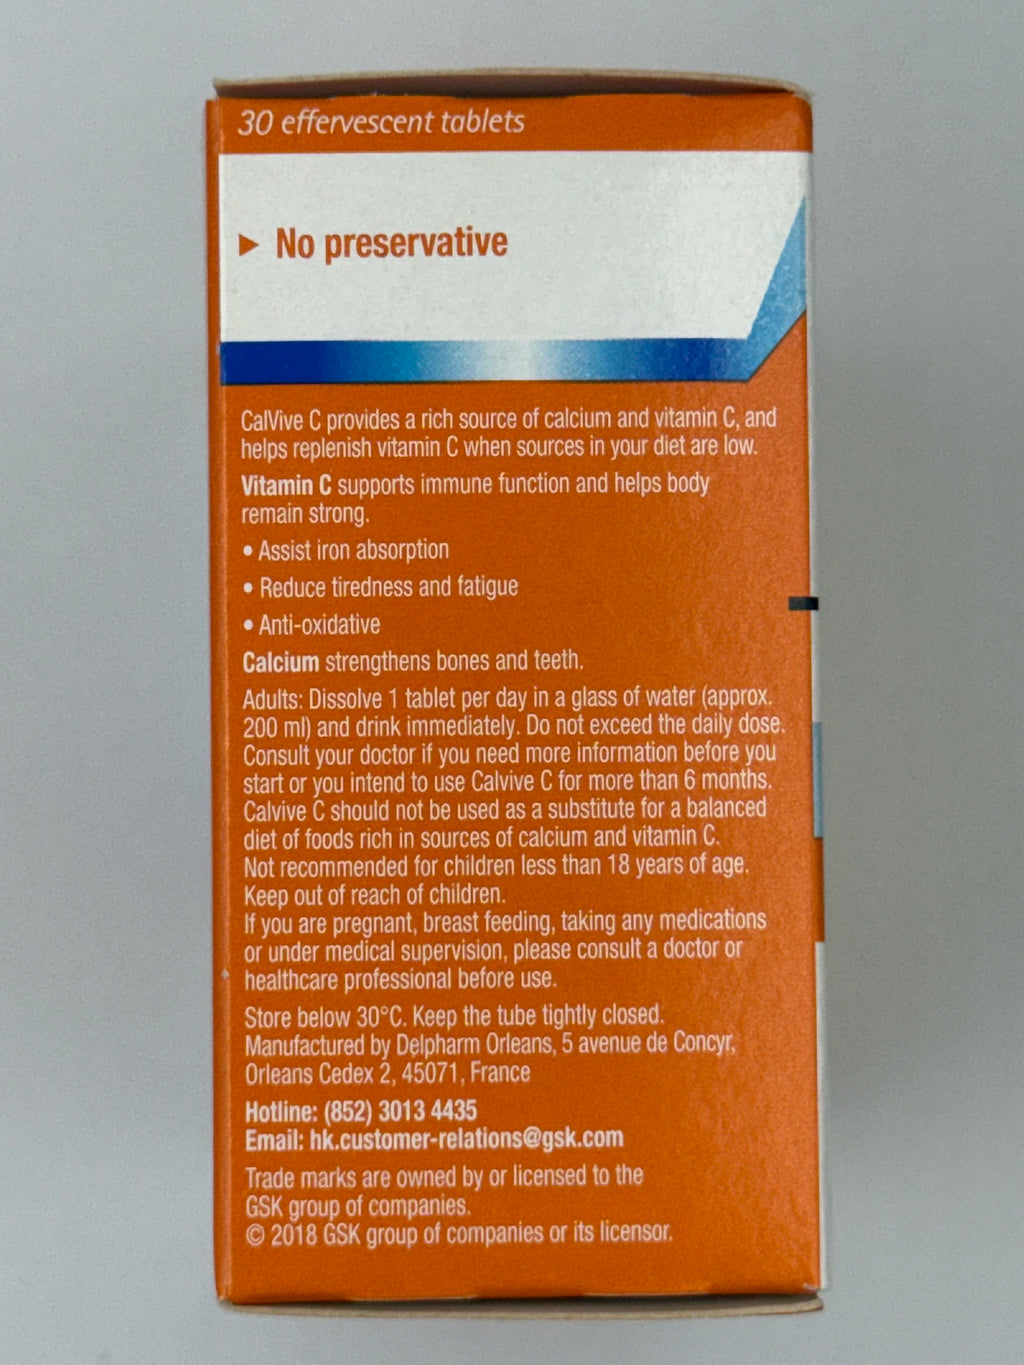 30 effervescent tablets
► No preservative
CalVive C provides a rich source of calcium and vitamin C, and
helps replenish vitamin C when sources in your diet are low.
Vitamin C supports immune function and helps body
remain strong.
• Assist iron absorption
• Reduce tiredness and fatigue
• Anti-oxidative
Calcium strengthens bones and teeth.
Adults: Dissolve 1 tablet per day in a glass of water (approx.
200 ml) and drink immediately. Do not exceed the daily dose.
Consult your doctor if you need more information before you
start or you intend to use Calvive C for more than 6 months.
Calvive C should not be used as a substitute for a balanced
diet of foods rich in sources of calcium and vitamin C.
Not recommended for children less than 18 years of age.
Keep out of reach of children.
If you are pregnant, breast feeding, taking any medications
or under medical supervision, please consult a doctor or
healthcare professional before use.
Store below 30°C. Keep the tube tightly closed.
Manufactured by Delpharm Orleans, 5 avenue de Concyr,
Orleans Cedex 2, 45071, France
Hotline: (852) 3013 4435
Email: hk.customer-relations@gsk.com
Trade marks are owned by or licensed to the
GSK group of companies.
© 2018 GSK group of companies or its licensor.